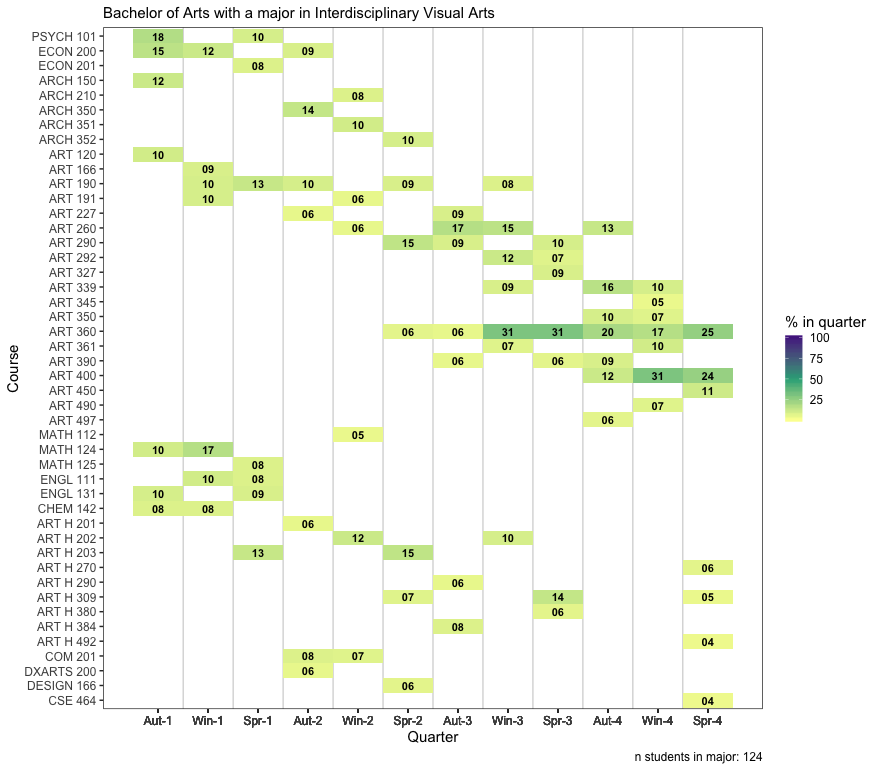 Bachelor of Arts with a major in Interdisciplinary Visual Arts
PSYCH 101 18 10
ECON 200 15 12 09
ECON 201 08
ARCH 150 12
ARCH 210 08
ARCH 350 14
ARCH 351 10
ARCH 352 10
ART 120 10
ART 166 09
ART 190 10 13 10 09 08
ART 191 10 06
ART 227 06 09
ART 260 06 17 15 13
ART 290 15 09 10
ART 292 12 07
ART 327 09
ART 339 09 16 10
ART 345 05
ART 350 10 07
ART 360 06 06 31 31 20 17 25
ART 361 07 10
ART 390 06 06 09
ART 400 12 31 24
ART 450 11
ART 490 07
ART 497 06
MATH 112 05
MATH 124 10 17
MATH 125 08
ENGL 111 10 08
ENGL 131 10 09
CHEM 142 08 08
ART H 201 06
ART H 202 12 10
ART H 203 13 15
ART H 270 06
ART H 290 06
ART H 309 07 14 05
ART H 380 06
ART H 384 08
ART H 492 04
COM 201 08 07
DXARTS 200 06
DESIGN 166 06
CSE 464 04
Course
Aut-1 Win-1 Spr-1 Aut-2 Win-2 Spr-2 Aut-3 Win-3 Spr-3 Aut-4 Win-4 Spr-4
Quarter
n students in major: 124
% in quarter
100
75
50
25